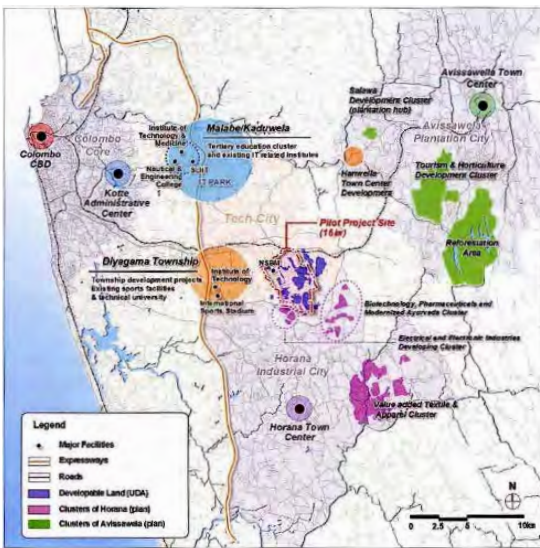 Salawa
Development Cluster
(plantation hub)
Avissawella Town
Center
Avissawella
Plantation City
Colombo
CBD
Colombo
Core
Kotte
Administrative
Center
Institute of
Technology &
Medicine
Malabe/Kaduwela
Tertiary education cluster
and existing IT related institutes
Nautical &
Engineering
College
SLIIT
IT PARK
Hanwella
Town Center
Development
Tourism & Horticulture
Development Cluster
Reforestation
Area
Tech City
Pilot Project Site
Diyagama Township
Township development projects
Existing sports facilities
& technical university
Institute of
Technology
International
Sports Stadium
NSBM
Biotechnology, Pharmaceuticals and
Modernized Ayurveda Cluster
Electrical and Electronic Industries
Developing Cluster
Horana
Industrial City
Horana Town
Center
Value added Textile &
Apparel Cluster
Legend
Major Facilities
Expressways
Roads
Developable Land (UDA)
Clusters of Horana (plan)
Clusters of Avissawella (plan)
N
0 2.5 5 10km